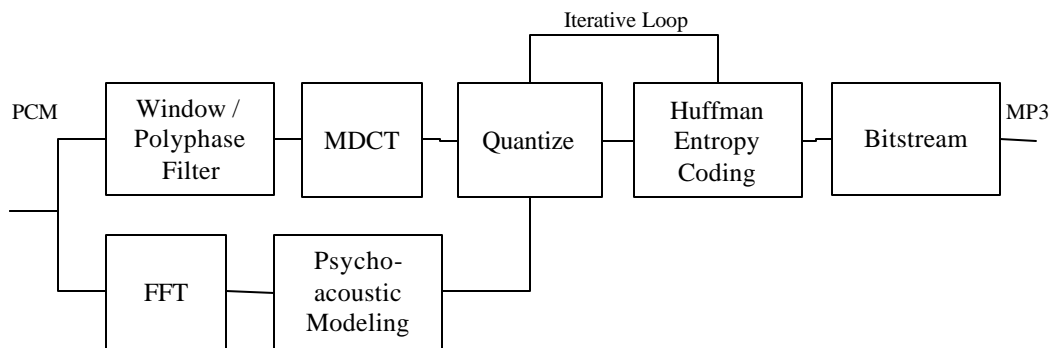 Iterative Loop
PCM
Window /
Polyphase
Filter
MDCT
Quantize
Huffman
Entropy
Coding
Bitstream
MP3
FFT
Psycho-
acoustic
Modeling